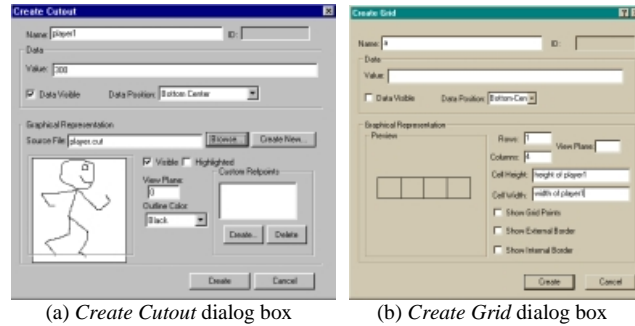 Create Cutout
Name: player1
ID:
Data
Value: 300
Data Visible
Data Position: Bottom Center
Graphical Representation
Source File: player.cut
Browse...
Create New...
Visible
Highlighted
View Plane:
0
Outline Color:
Black
Custom Refpoints
Create...
Delete
Create
Cancel
(a) Create Cutout dialog box
Create Grid
Name: a
ID:
Data
Value:
Data Visible
Data Position: Bottom-Cen
Graphical Representation
Preview
Rows: 1
View Plane:
Columns: 4
Cell Height: height of player1
Cell Width: width of player1
Show Grid Points
Show External Border
Show Internal Border
Create
Cancel
(b) Create Grid dialog box